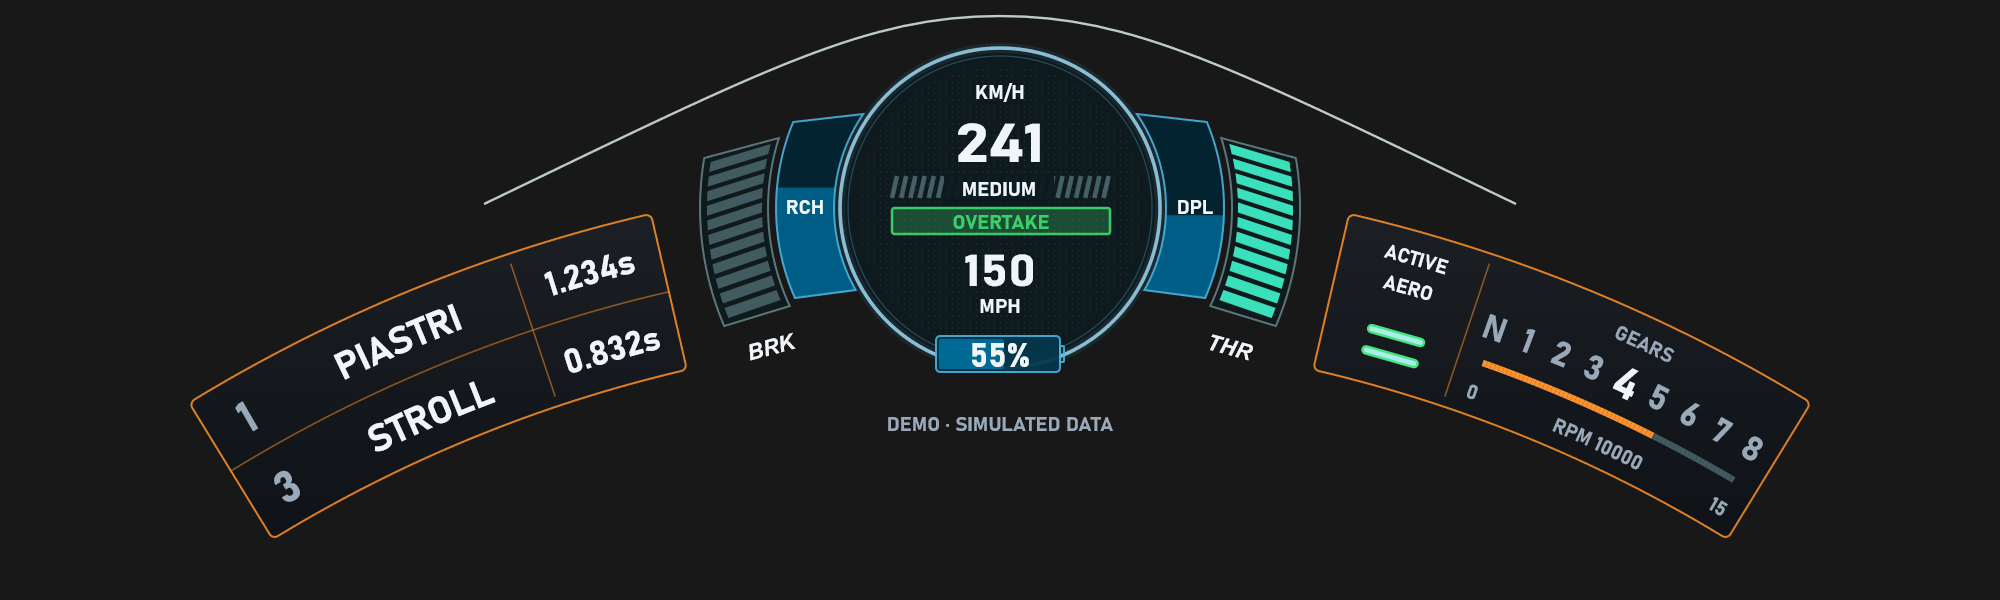 KM/H
241
MEDIUM
OVERTAKE
150
MPH
55%
RCH
DPL
BRK
THR
1 PIASTRI 1.234s
3 STROLL 0.832s
ACTIVE
AERO
GEARS
N 1 2 3 4 5 6 7 8
0 RPM 10000 15
DEMO · SIMULATED DATA